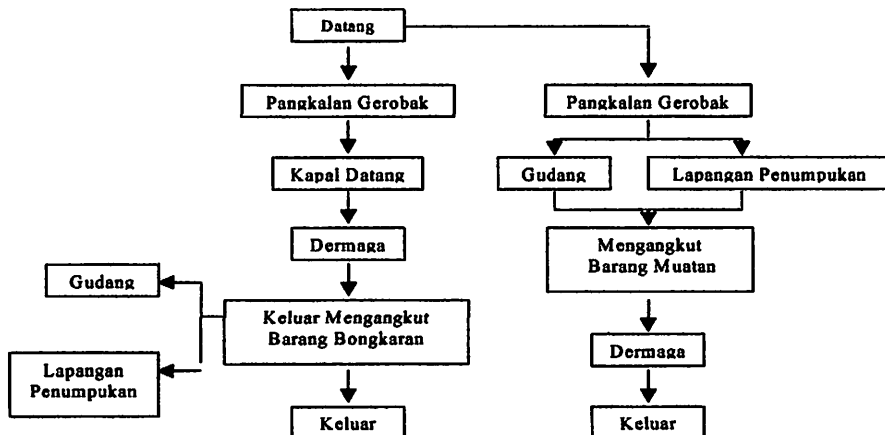 Datang
Pangkalan Gerobak
Pangkalan Gerobak
Kapal Datang
Gudang
Lapangan Penumpukan
Dermaga
Mengangkut
Barang Muatan
Gudang
Keluar Mengangkut
Barang Bongkaran
Dermaga
Lapangan
Penumpukan
Keluar
Keluar